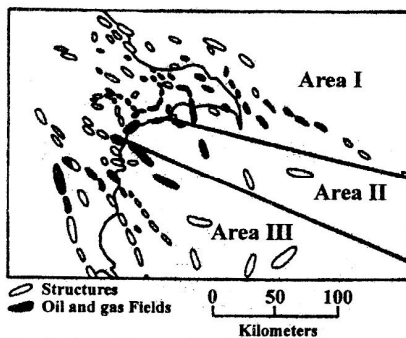 Area I
Area II
Area III
Structures
Oil and gas Fields
0 50 100
Kilometers